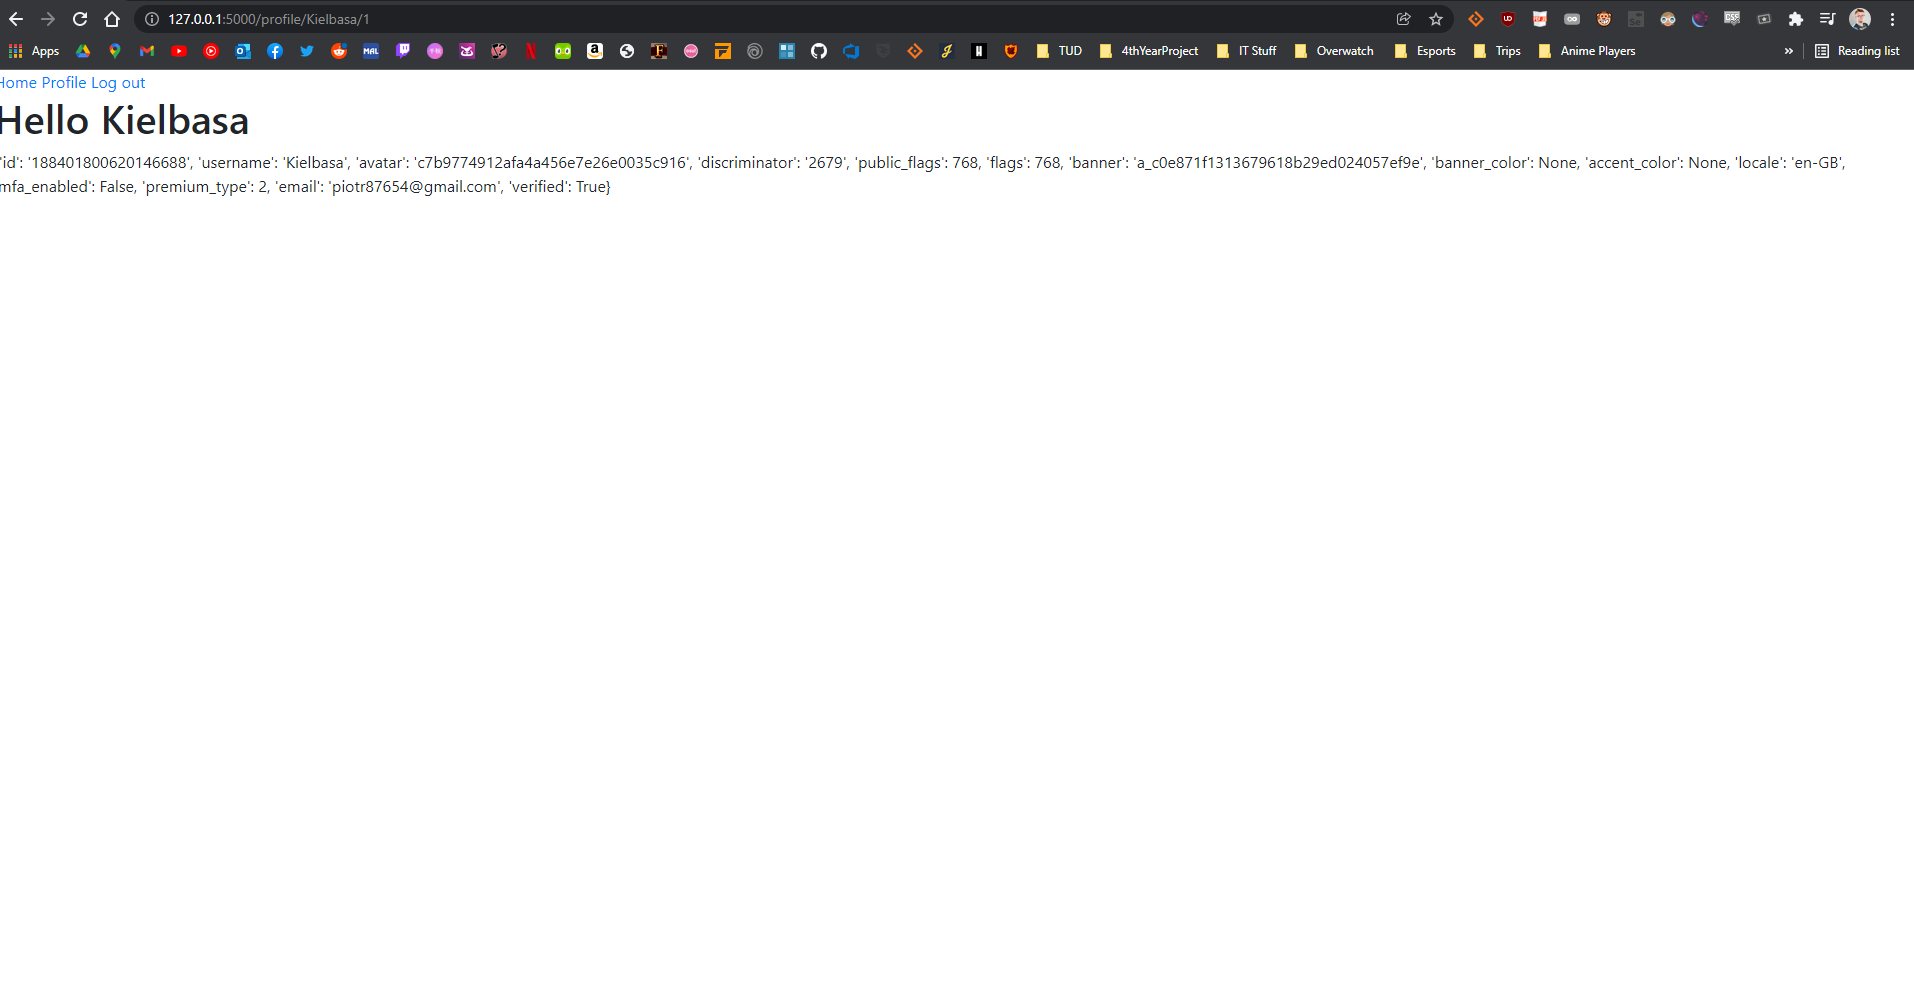 127.0.0.1:5000/profile/Kielbasa/1
Apps TUD 4thYearProject IT Stuff Overwatch Esports Trips Anime Players » Reading list
Home Profile Log out
Hello Kielbasa
'id': '188401800620146688', 'username': 'Kielbasa', 'avatar': 'c7b9774912afa4a456e7e26e0035c916', 'discriminator': '2679', 'public_flags': 768, 'flags': 768, 'banner': 'a_c0e871f1313679618b29ed024057ef9e', 'banner_color': None, 'accent_color': None, 'locale': 'en-GB',
mfa_enabled': False, 'premium_type': 2, 'email': 'piotr87654@gmail.com', 'verified': True}